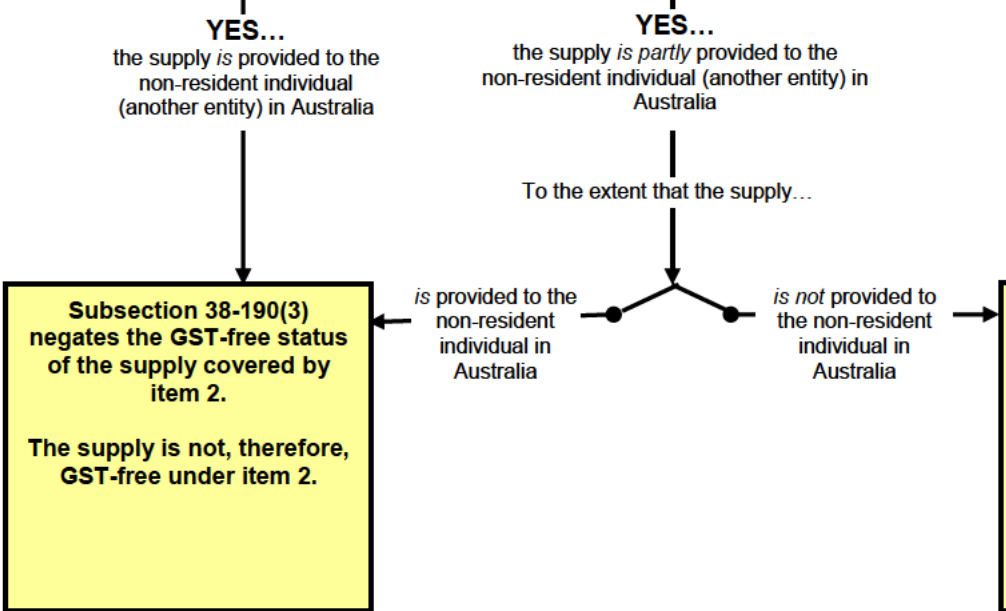 YES…
the supply is provided to the
non-resident individual
(another entity) in Australia
YES…
the supply is partly provided to the
non-resident individual (another entity) in
Australia
To the extent that the supply…
is provided to the
non-resident
individual in
Australia
is not provided to
the non-resident
individual in
Australia
Subsection 38-190(3)
negates the GST-free status
of the supply covered by
item 2.
The supply is not, therefore,
GST-free under item 2.